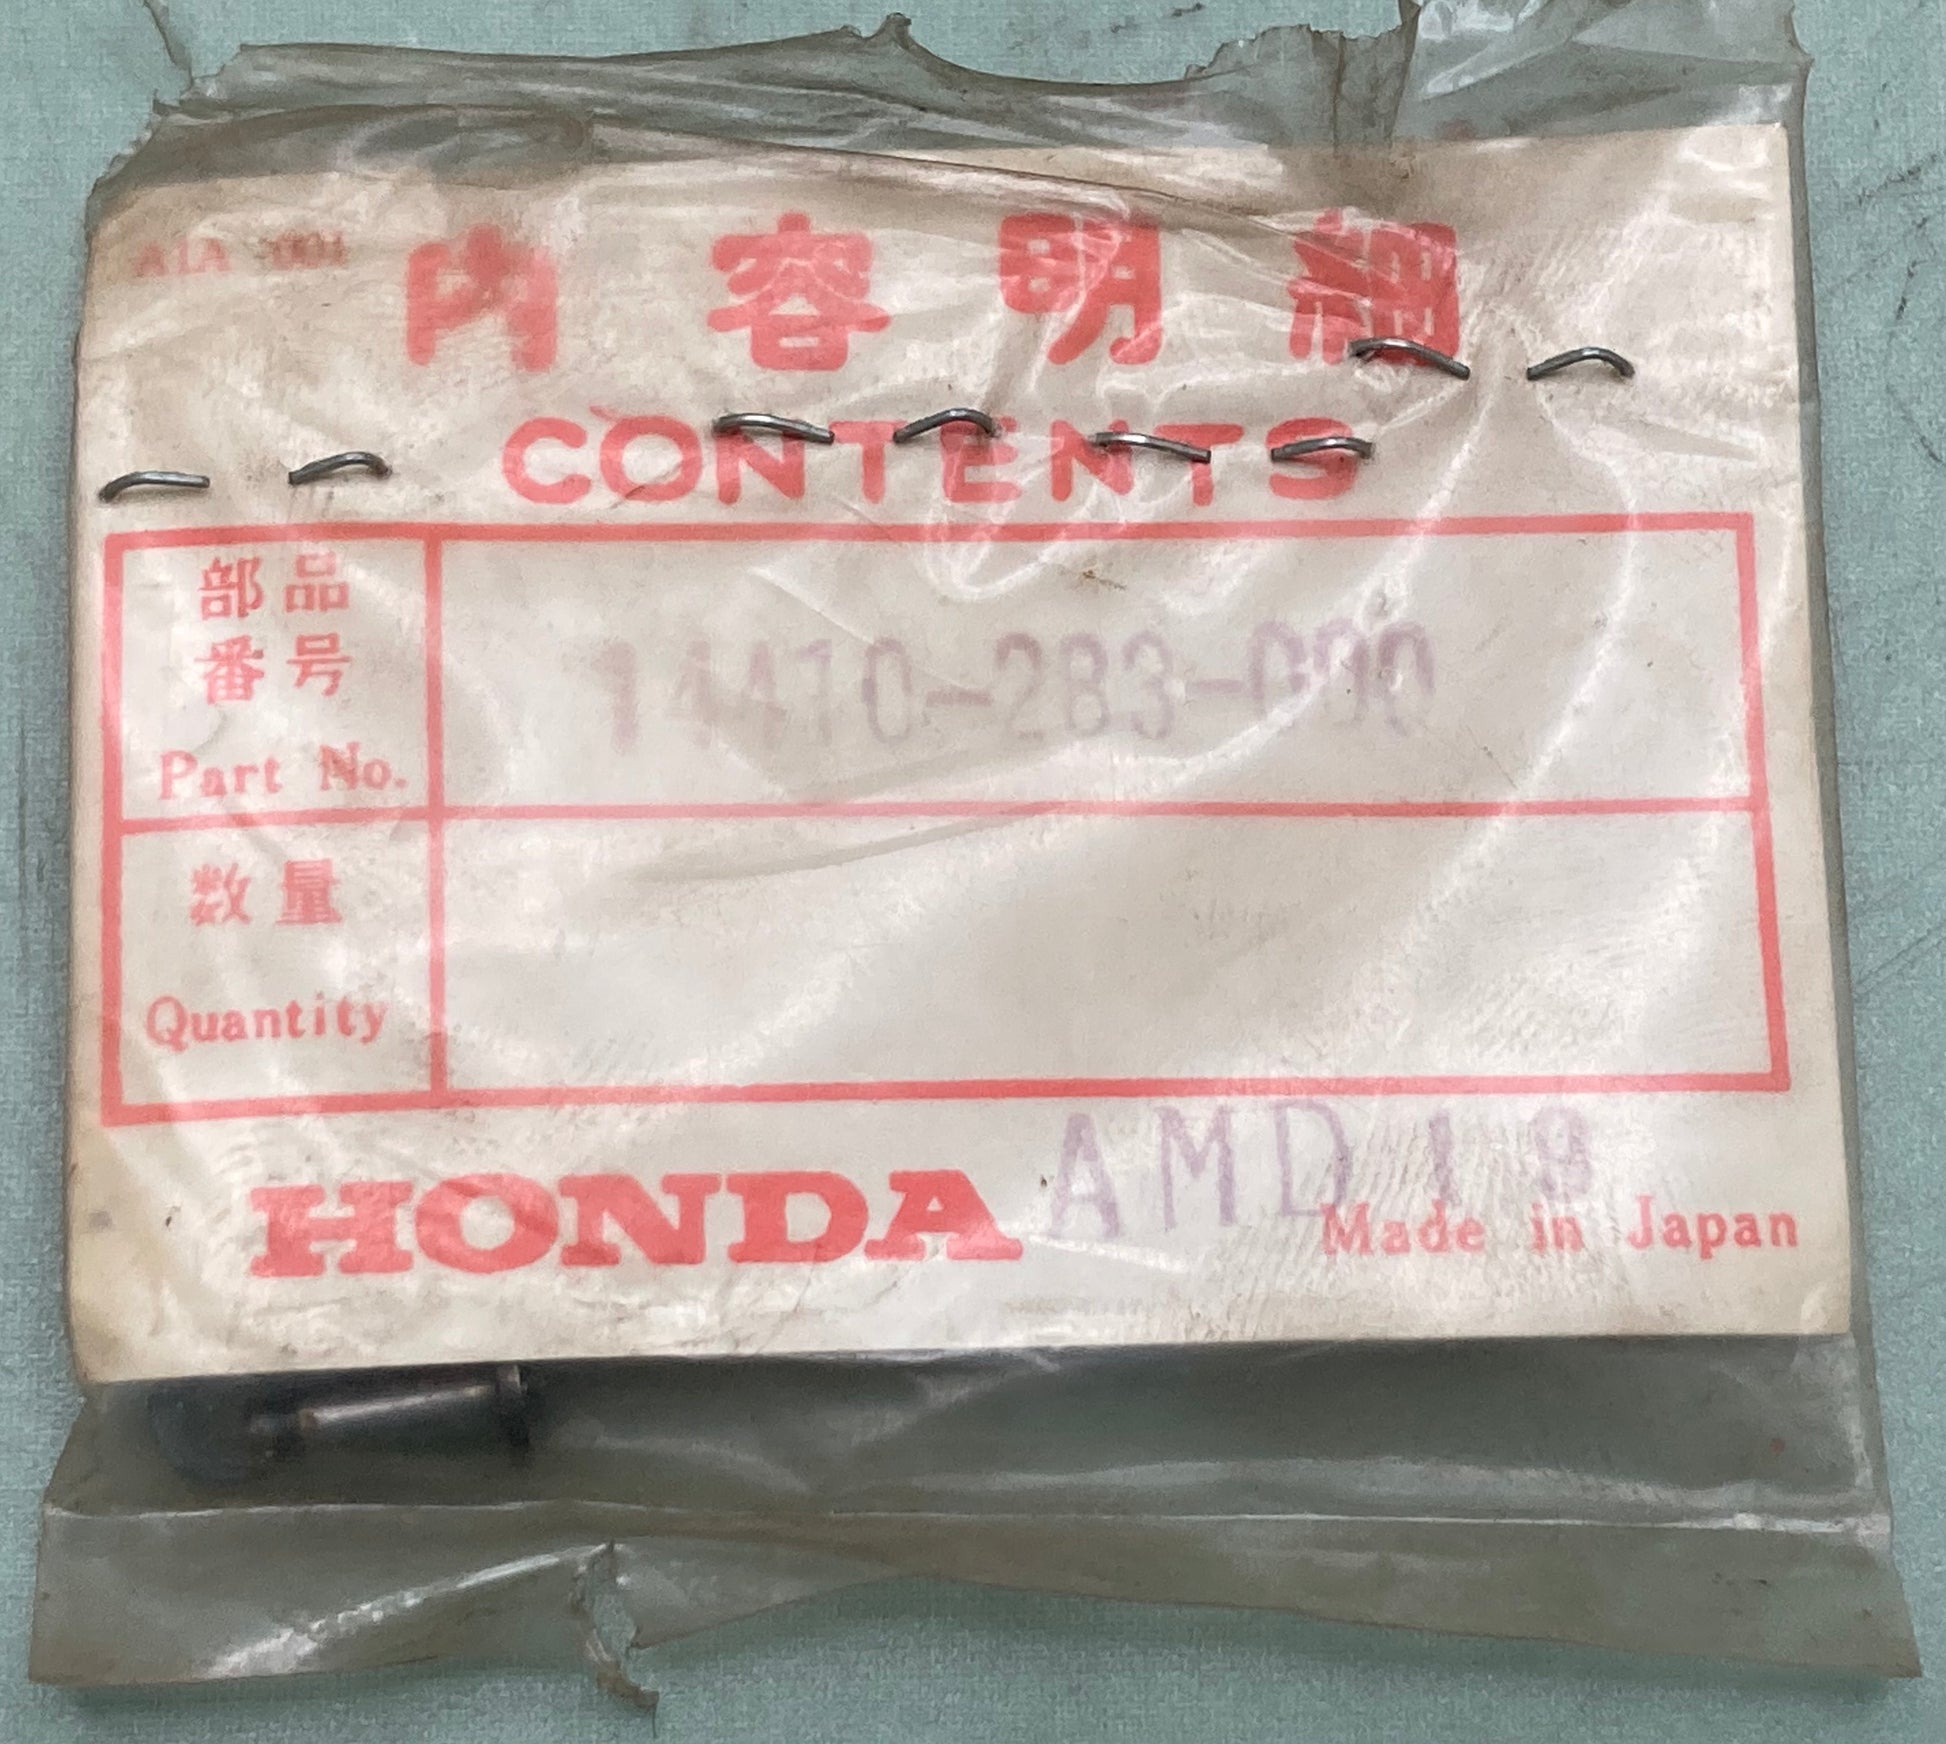 内容明細
CONTENTS
部品
番号
Part No.
14410-283-000
数量
Quantity
HONDA
AMD19
Made in Japan